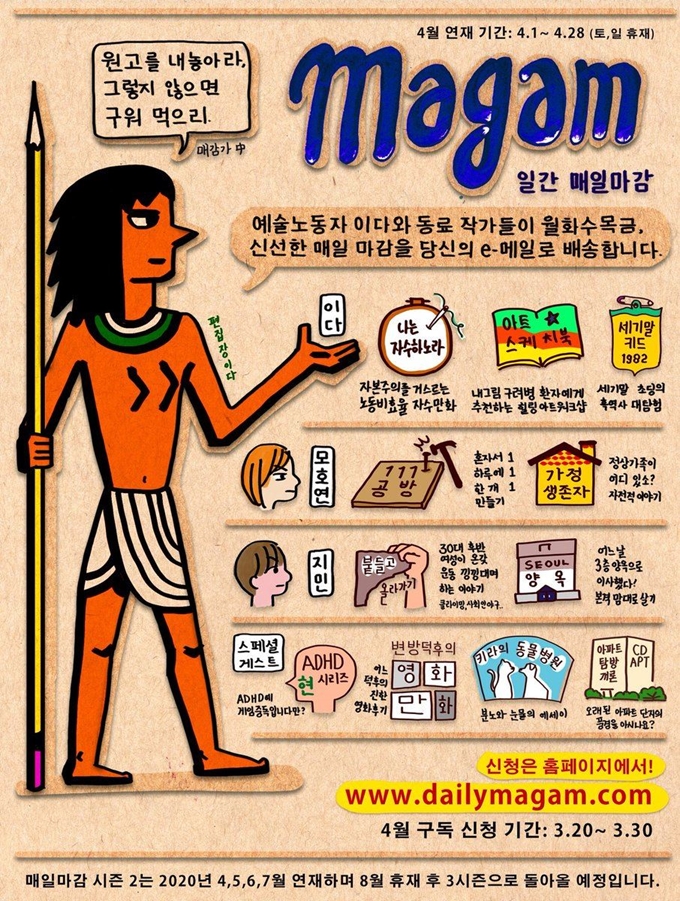 4월 연재 기간: 4.1~ 4.28 (토,일 휴재)
원고를 내놓아라,
그렇지 않으면
구워 먹으리.
매감가 中
magam
일간 매일마감
예술노동자 이다와 동료 작가들이 월화수목금,
신선한 매일 마감을 당신의 e-메일로 배송합니다.
편집장이다
이다
나는
자수하노라
자본주의를 거스르는
노동비효율 자수만화
아트
스케치북
내그림 구려병 환자에게
추천하는 힐링 아트워크샵
세기말
키드
1982
세기말 초딩의
흑역사 대탐험
모호연
111
공방
혼자서 1
하루에 1
한 개 1
만들기
가정
생존자
정상가족이
어디 있소?
자전적 이야기
지민
붙들고
올라가기
30대 후반
여성이 온갖
운동 낑낑대며
하는 이야기
클라이밍,사회인야구..
SEOUL
양옥
어느날
3층양옥으로
이사했다!
본격 맘대로 살기
스페셜
게스트
ADHD
현 시리즈
ADHD에
게임중독입니다만?
변방덕후의
영화
만화
어느
덕후의
진한
영화후기
키라의 동물병원
분노와 눈물의 에세이
아파트
탐방
끼룐
CD
APT
오래된 아파트 단지의
풍경을 아시나요?
신청은 홈페이지에서!
www.dailymagam.com
4월 구독 신청 기간: 3.20~ 3.30
매일마감 시즌 2는 2020년 4,5,6,7월 연재하며 8월 휴재 후 3시즌으로 돌아올 예정입니다.